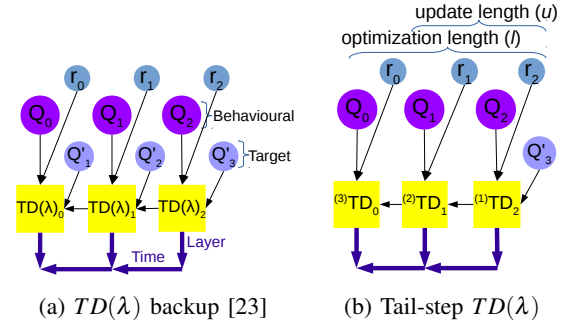 update length (u)
optimization length (l)
r0 r1 r2
Q0 Q1 Q2
Behavioural
Q'1 Q'2 Q'3
Target
TD(λ)0 TD(λ)1 TD(λ)2
Layer
Time
(a) TD(λ) backup [23]
r0 r1 r2
Q0 Q1 Q2
Q'3
(3)TD0 (2)TD1 (1)TD2
(b) Tail-step TD(λ)